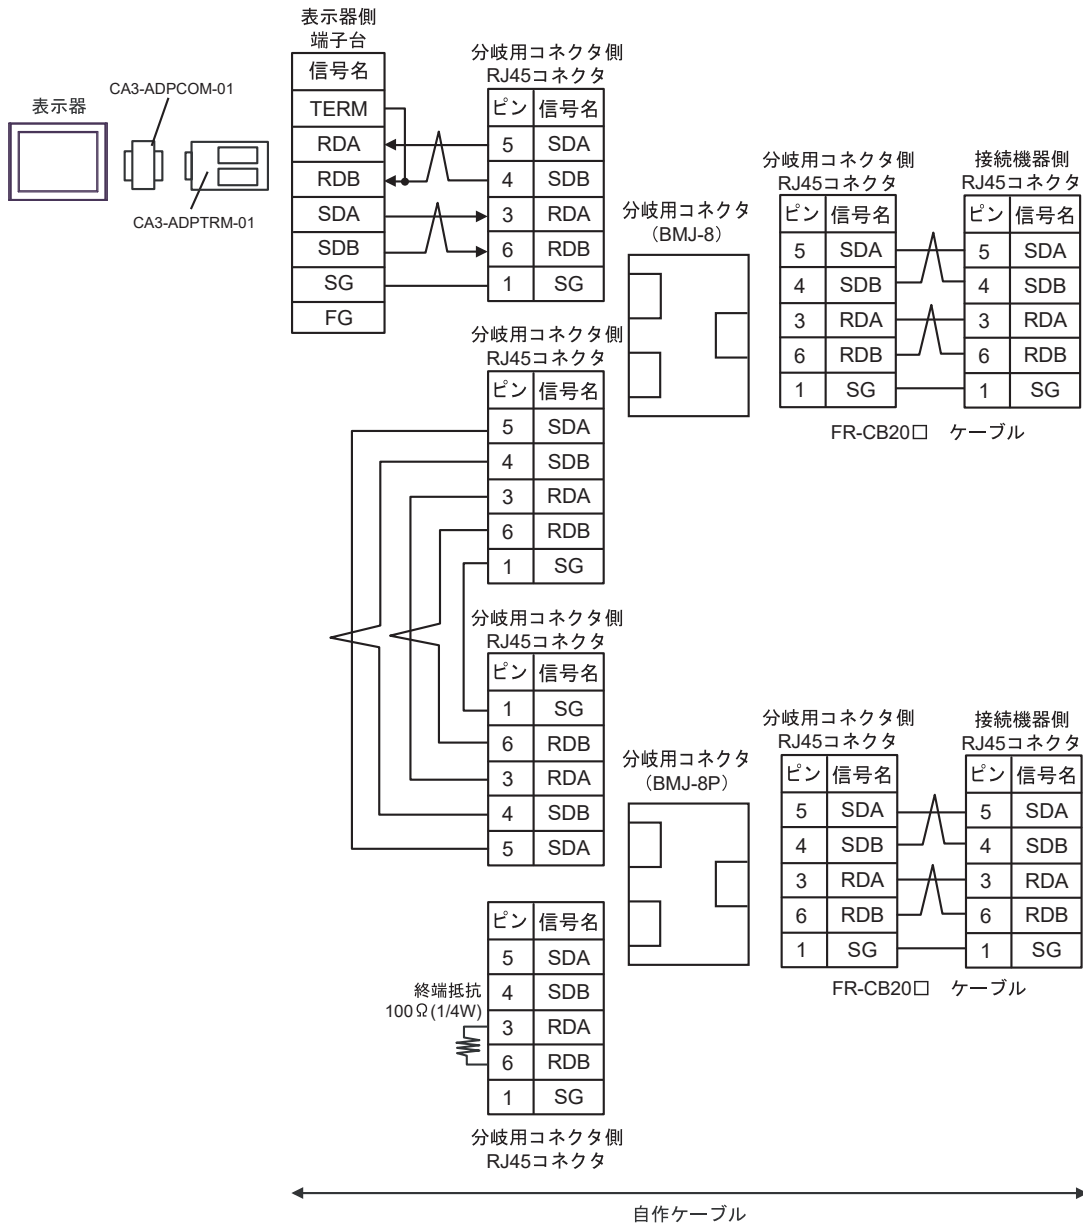 表示器
CA3-ADPCOM-01
CA3-ADPTRM-01
表示器側
端子台
信号名
TERM
RDA
RDB
SDA
SDB
SG
FG
分岐用コネクタ側
RJ45コネクタ
ピン 信号名
5 SDA
4 SDB
3 RDA
6 RDB
1 SG
分岐用コネクタ
（BMJ-8）
分岐用コネクタ側
RJ45コネクタ
ピン 信号名
5 SDA
4 SDB
3 RDA
6 RDB
1 SG
接続機器側
RJ45コネクタ
ピン 信号名
5 SDA
4 SDB
3 RDA
6 RDB
1 SG
FR-CB20□ ケーブル
分岐用コネクタ側
RJ45コネクタ
ピン 信号名
5 SDA
4 SDB
3 RDA
6 RDB
1 SG
分岐用コネクタ側
RJ45コネクタ
ピン 信号名
1 SG
6 RDB
3 RDA
4 SDB
5 SDA
分岐用コネクタ
（BMJ-8P）
分岐用コネクタ側
RJ45コネクタ
ピン 信号名
5 SDA
4 SDB
3 RDA
6 RDB
1 SG
接続機器側
RJ45コネクタ
ピン 信号名
5 SDA
4 SDB
3 RDA
6 RDB
1 SG
FR-CB20□ ケーブル
終端抵抗
100Ω(1/4W)
ピン 信号名
5 SDA
4 SDB
3 RDA
6 RDB
1 SG
分岐用コネクタ側
RJ45コネクタ
自作ケーブル